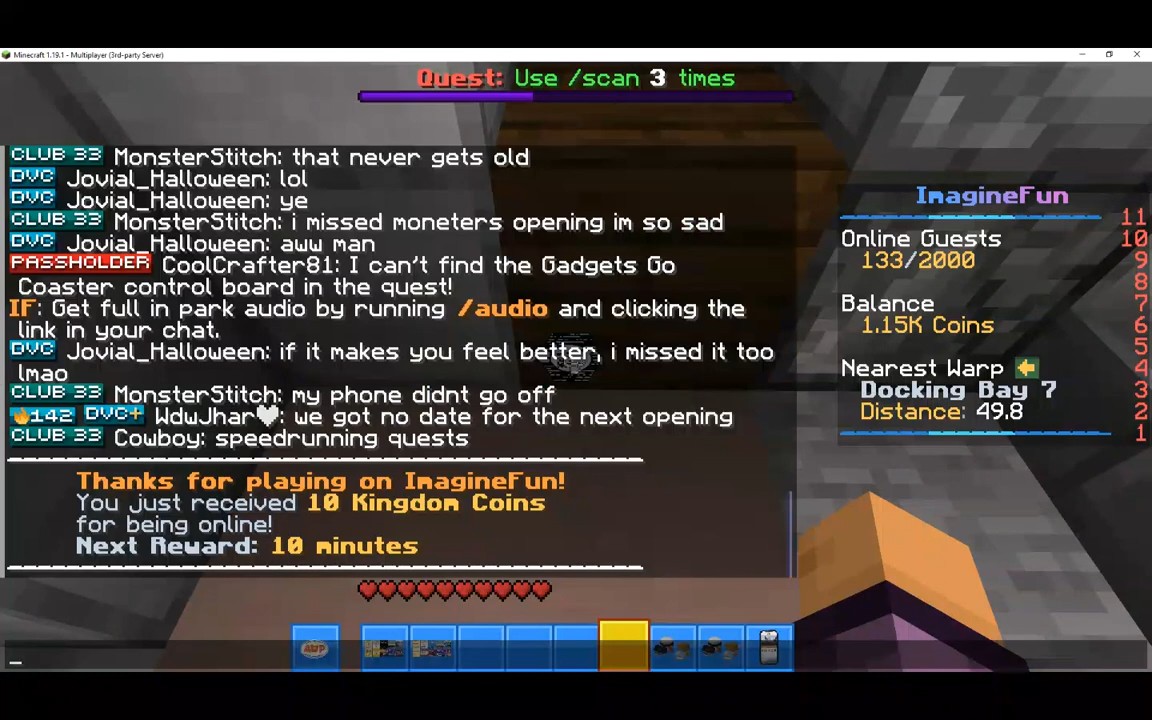 Minecraft 1.19.1 - Multiplayer (3rd-party Server)
Quest: Use /scan 3 times
CLUB 33 MonsterStitch: that never gets old
DVC Jovial_Halloween: lol
DVC Jovial_Halloween: ye
CLUB 33 MonsterStitch: i missed moneters opening im so sad
DVC Jovial_Halloween: aww man
PASSHOLDER CoolCrafter81: I can't find the Gadgets Go
Coaster control board in the quest!
IF: Get full in park audio by running /audio and clicking the
link in your chat.
DVC Jovial_Halloween: if it makes you feel better, i missed it too
lmao
CLUB 33 MonsterStitch: my phone didnt go off
142 DVC+ WdwJhar: we got no date for the next opening
CLUB 33 Cowboy: speedrunning quests
Thanks for playing on ImagineFun!
You just received 10 Kingdom Coins
for being online!
Next Reward: 10 minutes
ImagineFun
11
Online Guests 10
133/2000 9
8
Balance 7
1.15K Coins 6
5
Nearest Warp 4
Docking Bay 7 3
Distance: 49.8 2
1
_